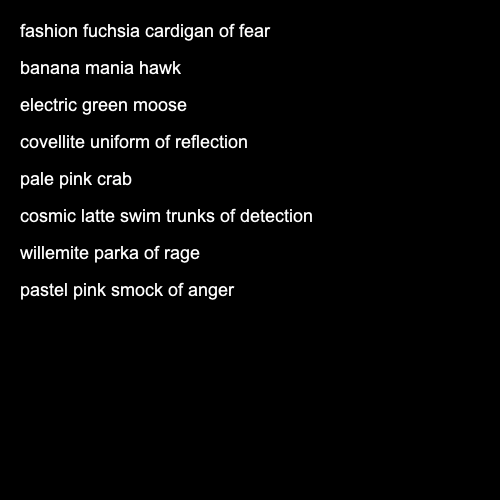 fashion fuchsia cardigan of fear
banana mania hawk
electric green moose
covellite uniform of reflection
pale pink crab
cosmic latte swim trunks of detection
willemite parka of rage
pastel pink smock of anger